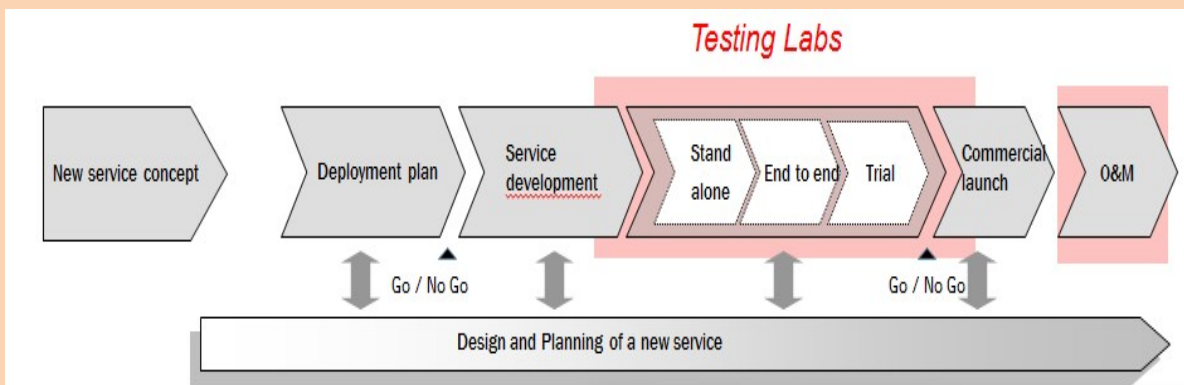 Testing Labs
New service concept
Deployment plan
Service
development
Stand
alone
End to end
Trial
Commercial
launch
O&M
Go / No Go
Go / No Go
Design and Planning of a new service